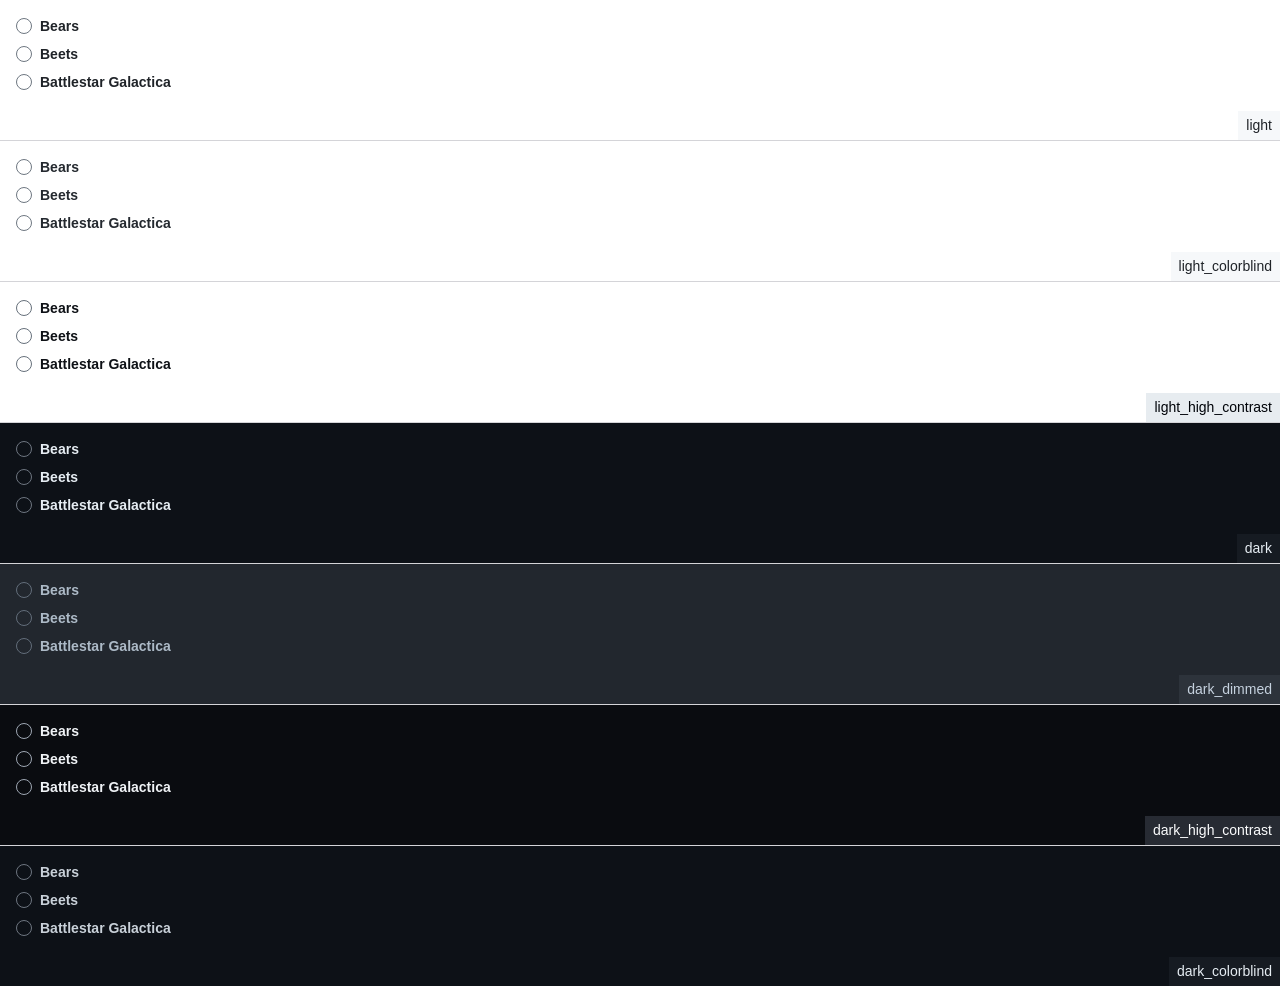 Bears
Beets
Battlestar Galactica
light
Bears
Beets
Battlestar Galactica
light_colorblind
Bears
Beets
Battlestar Galactica
light_high_contrast
Bears
Beets
Battlestar Galactica
dark
Bears
Beets
Battlestar Galactica
dark_dimmed
Bears
Beets
Battlestar Galactica
dark_high_contrast
Bears
Beets
Battlestar Galactica
dark_colorblind